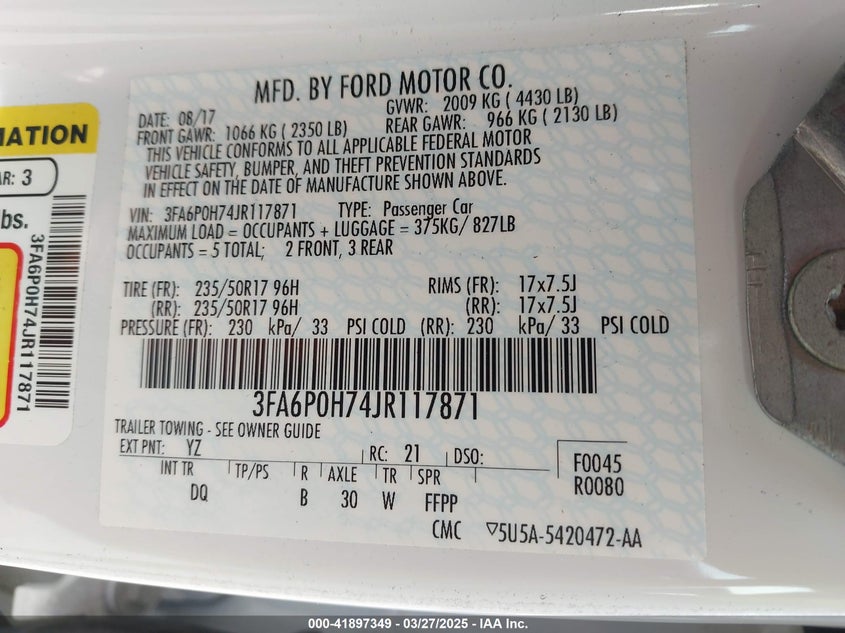 MFD. BY FORD MOTOR CO.
DATE: 08/17
GVWR: 2009 KG ( 4430 LB)
FRONT GAWR: 1066 KG ( 2350 LB)
REAR GAWR: 966 KG ( 2130 LB)
THIS VEHICLE CONFORMS TO ALL APPLICABLE FEDERAL MOTOR
VEHICLE SAFETY, BUMPER, AND THEFT PREVENTION STANDARDS
IN EFFECT ON THE DATE OF MANUFACTURE SHOWN ABOVE.
VIN: 3FA6P0H74JR117871 TYPE: Passenger Car
MAXIMUM LOAD = OCCUPANTS + LUGGAGE = 375KG/ 827LB
OCCUPANTS = 5 TOTAL; 2 FRONT, 3 REAR
TIRE (FR): 235/50R17 96H RIMS (FR): 17x7.5J
(RR): 235/50R17 96H (RR): 17x7.5J
PRESSURE (FR): 230 kPa/ 33 PSI COLD (RR): 230 kPa/ 33 PSI COLD
3FA6P0H74JR117871
TRAILER TOWING - SEE OWNER GUIDE
EXT PNT: YZ RC: 21 DSO:
F0045
R0080
INT TR TP/PS R AXLE TR SPR
DQ B 30 W FFPP
CMC ▽5U5A-5420472-AA
MATION
AR: 3
bs.
3FA6P0H74JR117871
000-41897349 - 03/27/2025 - IAA Inc.